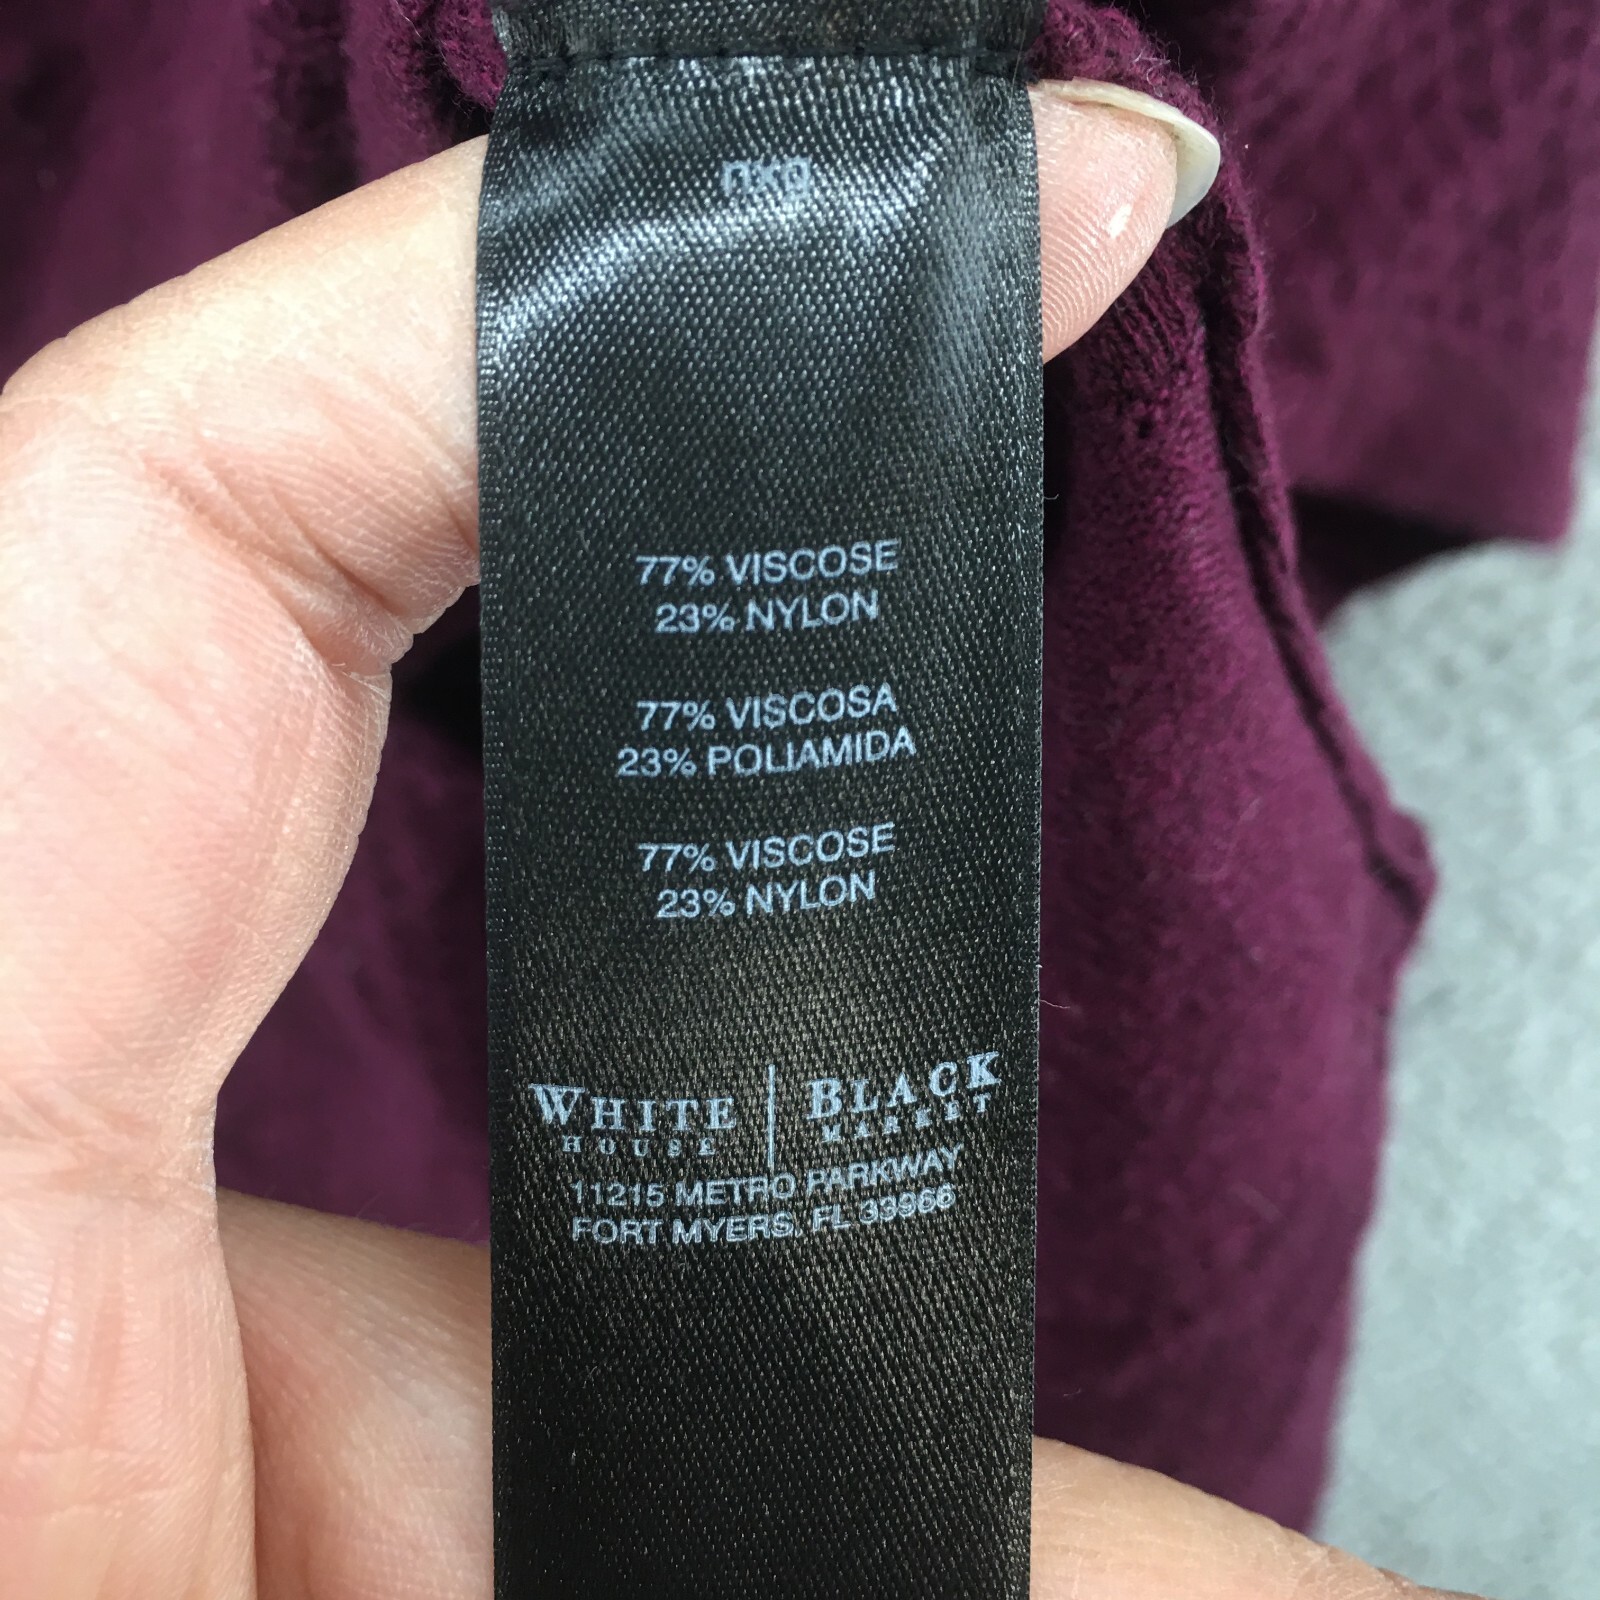 77% VISCOSE
23% NYLON
77% VISCOSA
23% POLIAMIDA
77% VISCOSE
23% NYLON
WHITE | BLACK
HOUSE MARKET
11215 METRO PARKWAY
FORT MYERS, FL 33966